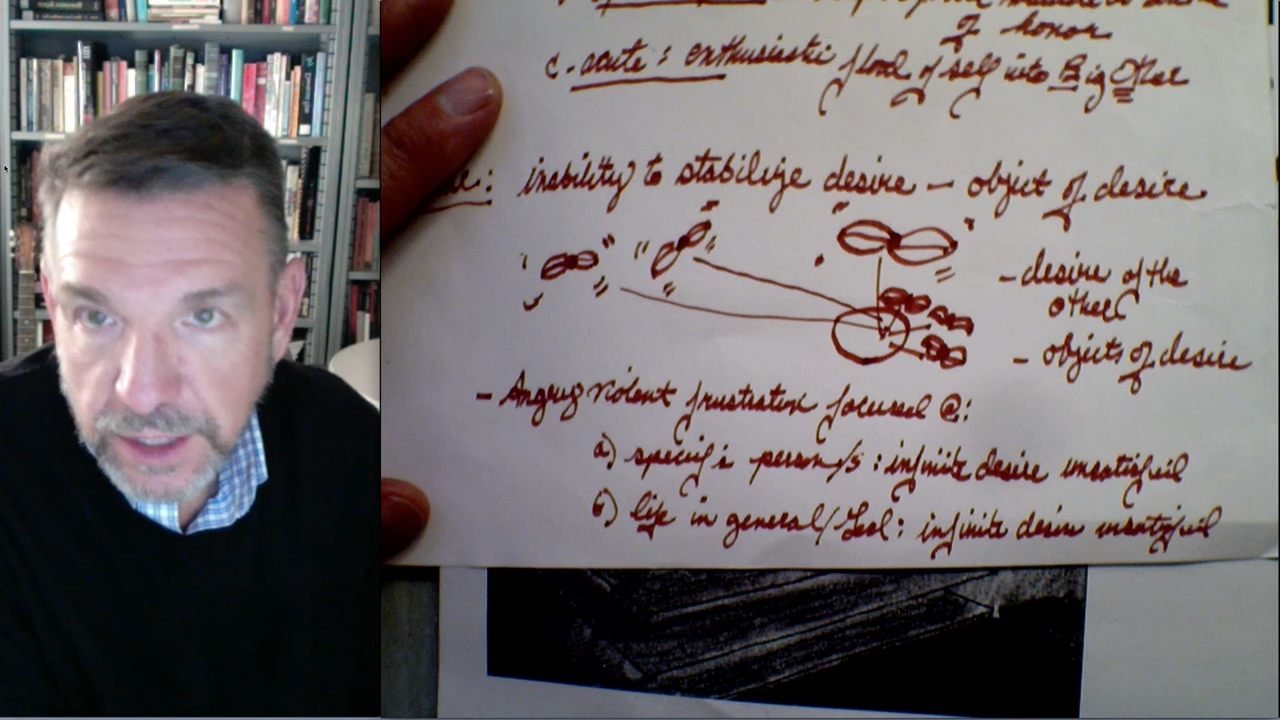 of honor
c. acute: enthusiastic flood of self into Big Other
inability to stabilize desire — object of desire
- desire of the
other
- objects of desire
- Angry violent frustration focused @:
a) specific person/s: infinite desire unsatisfied
b) life in general/God: infinite desire unsatisfied